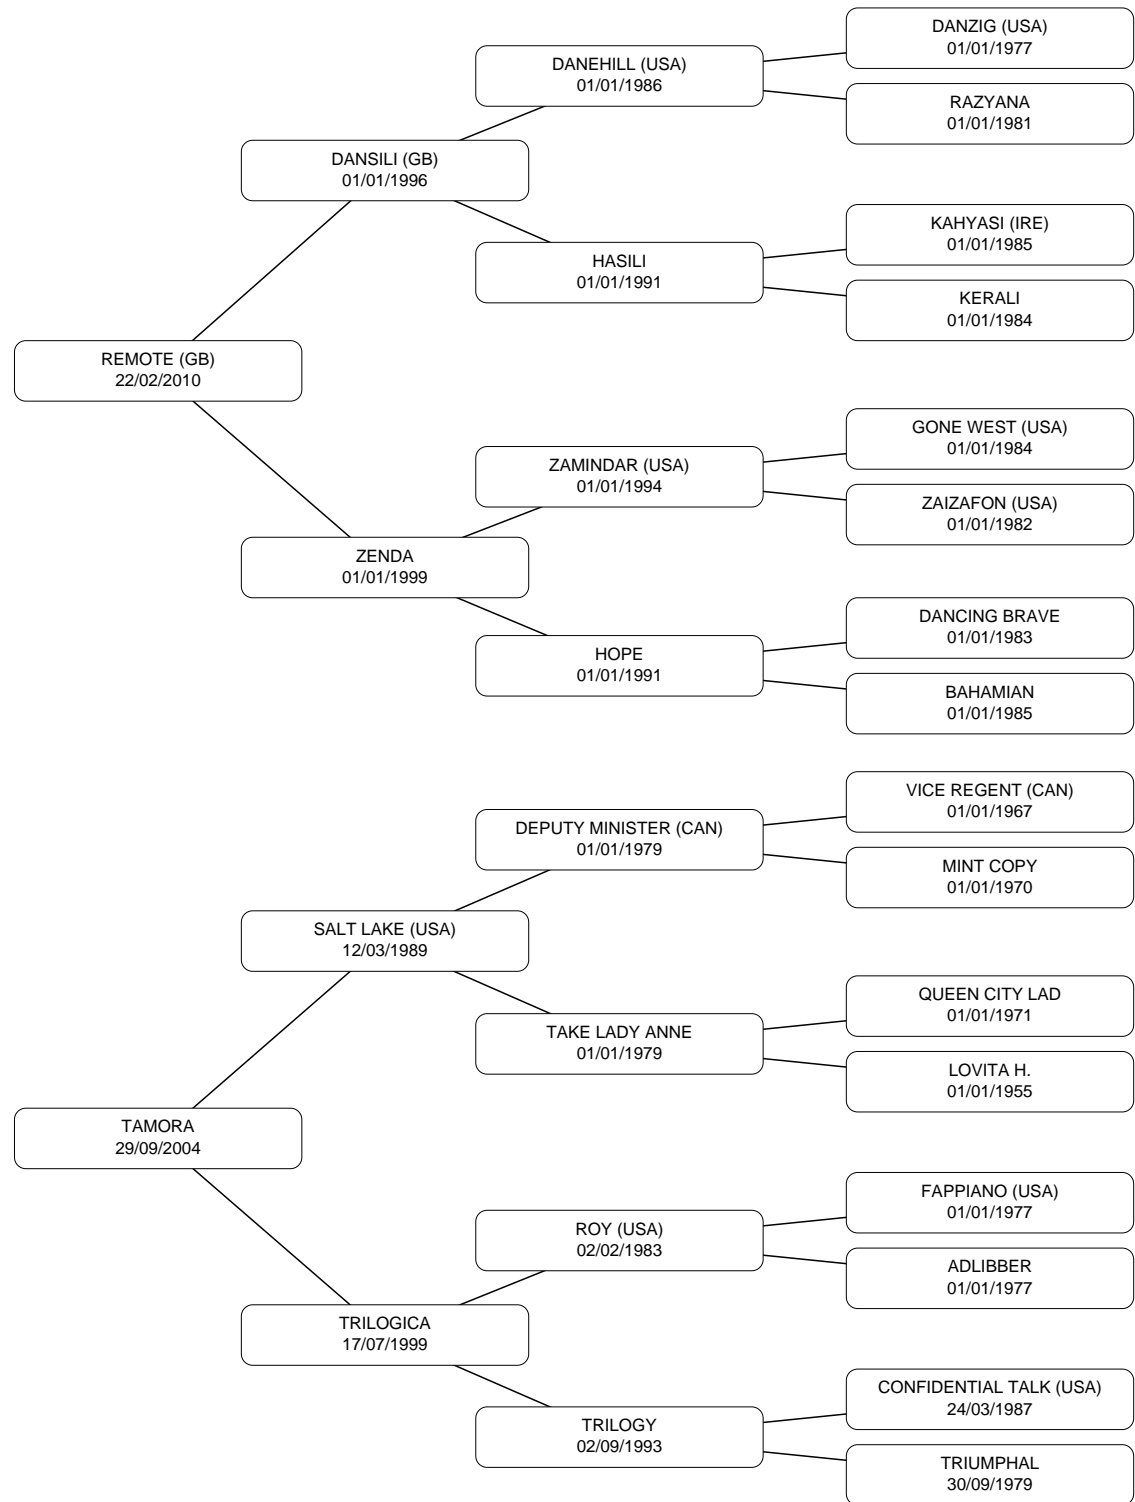 DANZIG (USA)
01/01/1977
DANEHILL (USA)
01/01/1986
RAZYANA
01/01/1981
DANSILI (GB)
01/01/1996
KAHYASI (IRE)
01/01/1985
HASILI
01/01/1991
KERALI
01/01/1984
REMOTE (GB)
22/02/2010
GONE WEST (USA)
01/01/1984
ZAMINDAR (USA)
01/01/1994
ZAIZAFON (USA)
01/01/1982
ZENDA
01/01/1999
DANCING BRAVE
01/01/1983
HOPE
01/01/1991
BAHAMIAN
01/01/1985
VICE REGENT (CAN)
01/01/1967
DEPUTY MINISTER (CAN)
01/01/1979
MINT COPY
01/01/1970
SALT LAKE (USA)
12/03/1989
QUEEN CITY LAD
01/01/1971
TAKE LADY ANNE
01/01/1979
LOVITA H.
01/01/1955
TAMORA
29/09/2004
FAPPIANO (USA)
01/01/1977
ROY (USA)
02/02/1983
ADLIBBER
01/01/1977
TRILOGICA
17/07/1999
CONFIDENTIAL TALK (USA)
24/03/1987
TRILOGY
02/09/1993
TRIUMPHAL
30/09/1979